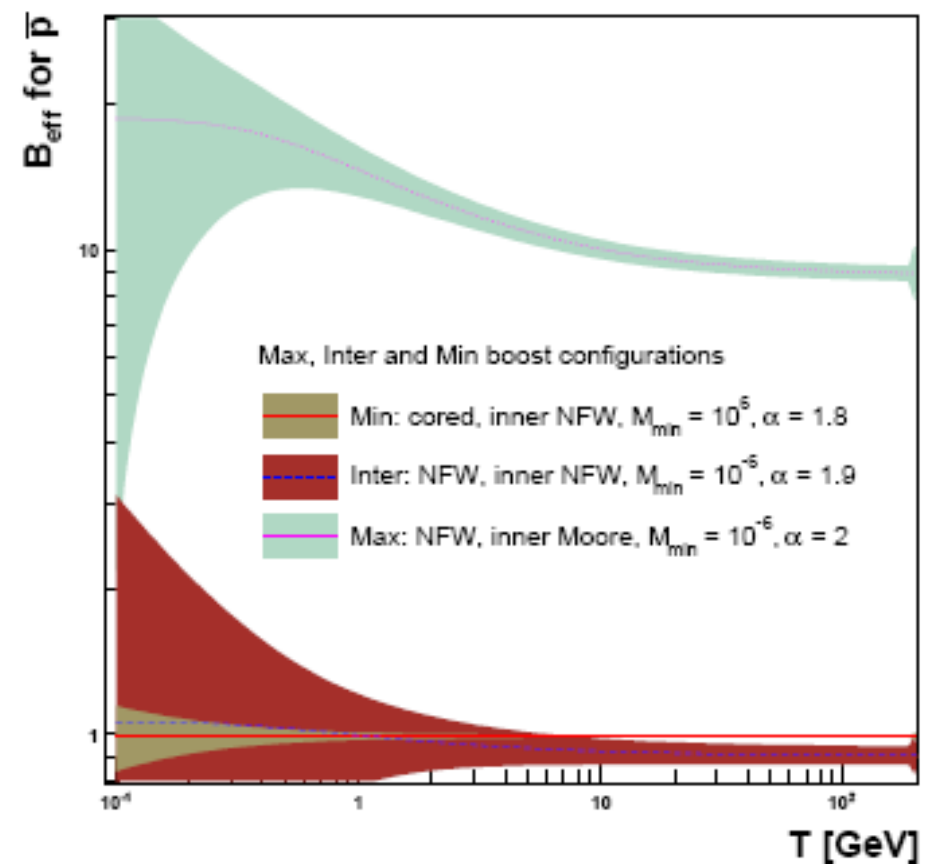 B_eff for p̄
10
1
Max, Inter and Min boost configurations
Min: cored, inner NFW, M_min = 10^6, α = 1.8
Inter: NFW, inner NFW, M_min = 10^-6, α = 1.9
Max: NFW, inner Moore, M_min = 10^-6, α = 2
10^-1 1 10 10^2
T [GeV]